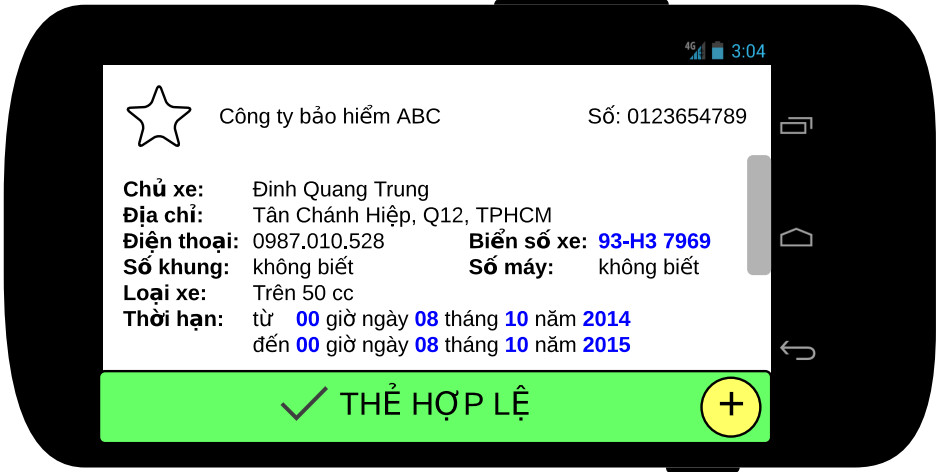 4G 3:04
Công ty bảo hiểm ABC Số: 0123654789
Chủ xe: Đinh Quang Trung
Địa chỉ: Tân Chánh Hiệp, Q12, TPHCM
Điện thoại: 0987.010.528 Biển số xe: 93-H3 7969
Số khung: không biết Số máy: không biết
Loại xe: Trên 50 cc
Thời hạn: từ 00 giờ ngày 08 tháng 10 năm 2014
đến 00 giờ ngày 08 tháng 10 năm 2015
THẺ HỢP LỆ +